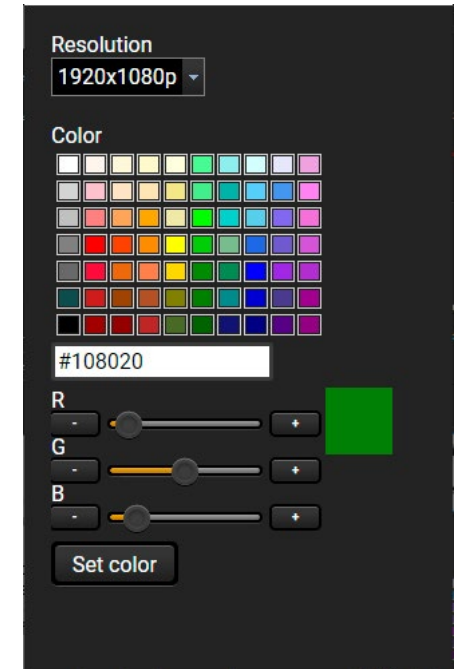 Resolution
1920x1080p
Color
#108020
R
- +
G
- +
B
- +
Set color